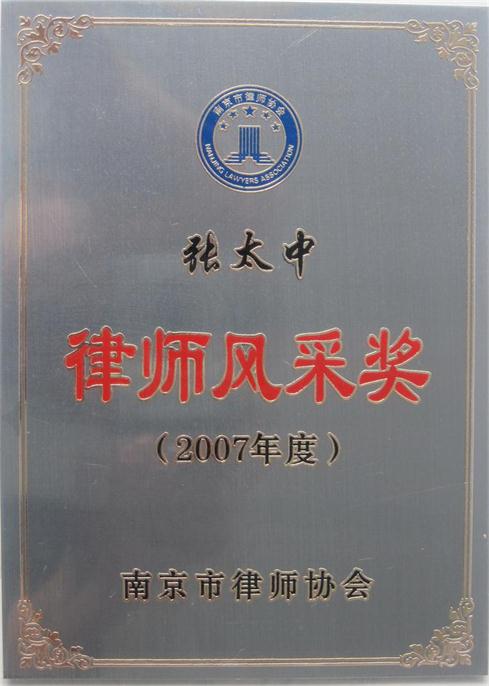 南京市律师协会
NANJING LAWYERS ASSOCIATION
张太中
律师风采奖
（2007年度）
南京市律师协会